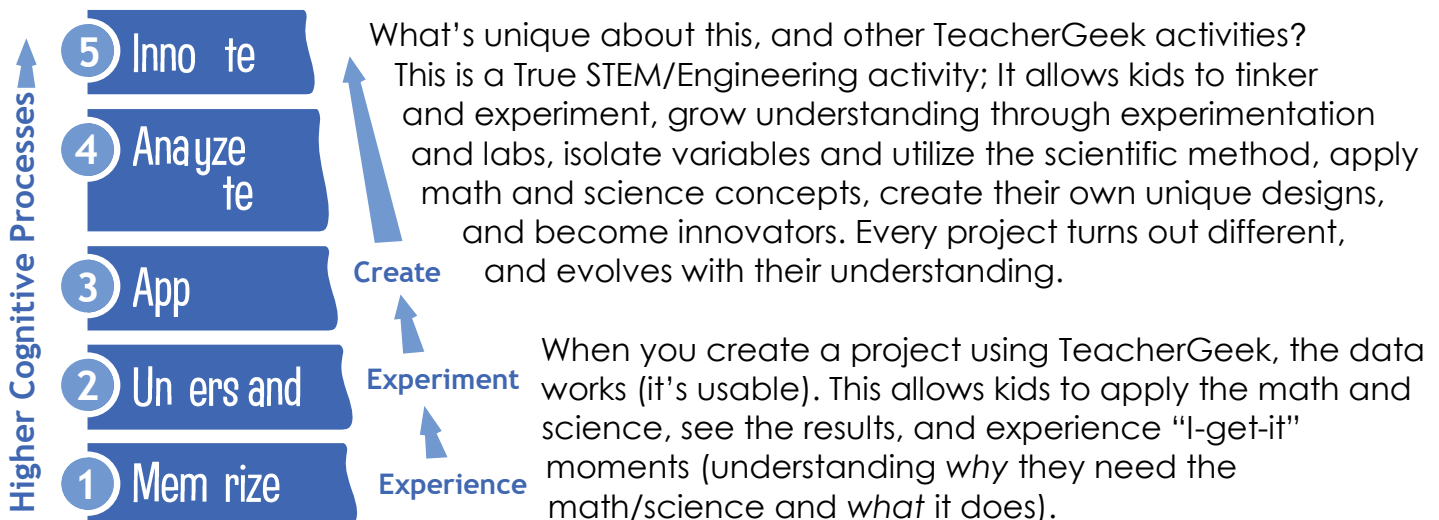 Higher Cognitive Processes
5 Inno te
4 Ana yze
te
3 App
2 Un ers and
1 Mem rize
Create
Experiment
Experience
What's unique about this, and other TeacherGeek activities?
This is a True STEM/Engineering activity; It allows kids to tinker
and experiment, grow understanding through experimentation
and labs, isolate variables and utilize the scientific method, apply
math and science concepts, create their own unique designs,
and become innovators. Every project turns out different,
and evolves with their understanding.
When you create a project using TeacherGeek, the data
works (it's usable). This allows kids to apply the math and
science, see the results, and experience “I-get-it”
moments (understanding why they need the
math/science and what it does).